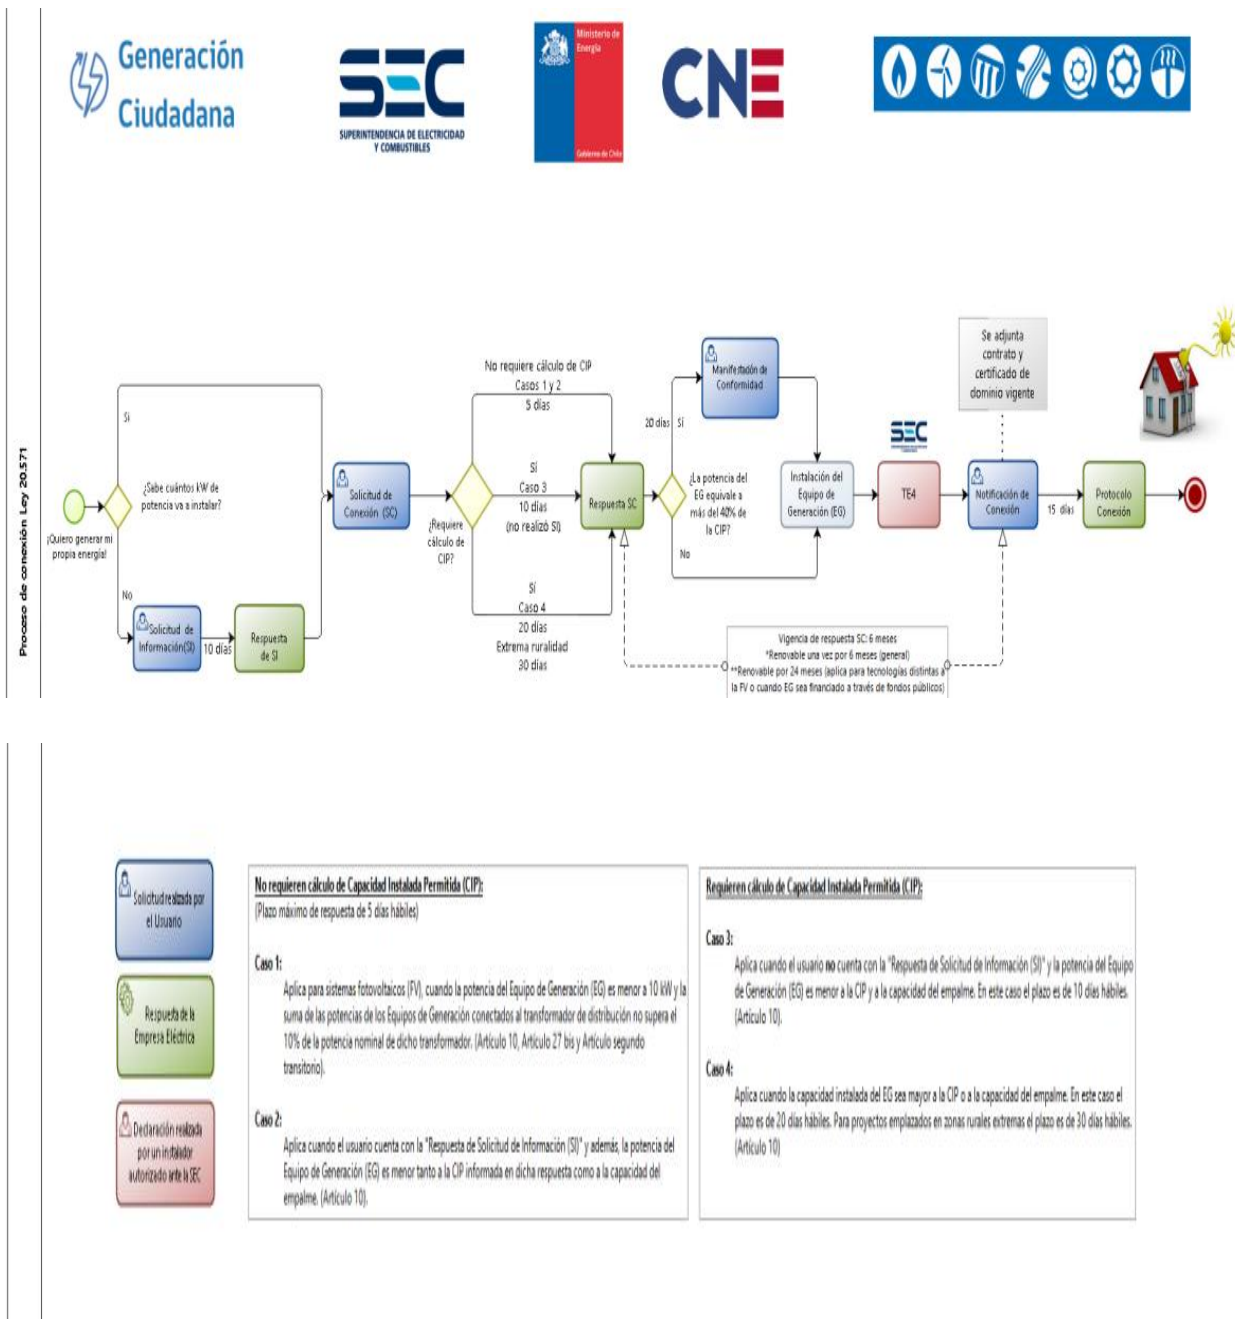 Generación
Ciudadana
SEC
SUPERINTENDENCIA DE ELECTRICIDAD
Y COMBUSTIBLES
Ministerio de
Energía
Gobierno de Chile
CNE
Proceso de conexión Ley 20.571
¡Quiero generar mi
propia energía!
¿Sabe cuántos kW de
potencia va a instalar?
Si
No
Solicitud de
Información(SI)
10 días
Respuesta
de SI
Solicitud de
Conexión (SC)
¿Requiere
cálculo de
CIP?
No requiere cálculo de CIP
Casos 1 y 2
5 días
Sí
Caso 3
10 días
(no realizó SI)
Sí
Caso 4
20 días
Extrema ruralidad
30 días
Respuesta SC
20 días
Sí
¿La potencia del
EG equivale a
más del 40% de
la CIP?
No
Manifestación de
Conformidad
Instalación del
Equipo de
Generación (EG)
SEC
TE4
Se adjunta
contrato y
certificado de
dominio vigente
Notificación de
Conexión
15 días
Protocolo
Conexión
Vigencia de respuesta SC: 6 meses
*Renovable una vez por 6 meses (general)
**Renovable por 24 meses (aplica para tecnologías distintas a
la FV o cuando EG sea financiado a través de fondos públicos)
Solicitud realizada por
el Usuario
Respuesta de la
Empresa Eléctrica
Declaración realizada
por un instalador
autorizado ante la SEC
No requieren cálculo de Capacidad Instalada Permitida (CIP):
(Plazo máximo de respuesta de 5 días hábiles)
Caso 1:
Aplica para sistemas fotovoltaicos (FV), cuando la potencia del Equipo de Generación (EG) es menor a 10 kW y la
suma de las potencias de los Equipos de Generación conectados al transformador de distribución no supera el
10% de la potencia nominal de dicho transformador. (Artículo 10, Artículo 27 bis y Artículo segundo
transitorio).
Caso 2:
Aplica cuando el usuario cuenta con la "Respuesta de Solicitud de Información (SI)" y además, la potencia del
Equipo de Generación (EG) es menor tanto a la CIP informada en dicha respuesta como a la capacidad del
empalme. (Artículo 10).
Requieren cálculo de Capacidad Instalada Permitida (CIP):
Caso 3:
Aplica cuando el usuario no cuenta con la "Respuesta de Solicitud de Información (SI)" y la potencia del Equipo
de Generación (EG) es menor a la CIP y a la capacidad del empalme. En este caso el plazo es de 10 días hábiles.
(Artículo 10).
Caso 4:
Aplica cuando la capacidad instalada del EG sea mayor a la CIP o a la capacidad del empalme. En este caso el
plazo es de 20 días hábiles. Para proyectos emplazados en zonas rurales extremas el plazo es de 30 días hábiles.
(Artículo 10)